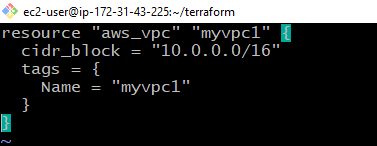 ec2-user@ip-172-31-43-225:~/terraform
resource "aws_vpc" "myvpc1" {
  cidr_block = "10.0.0.0/16"
  tags = {
    Name = "myvpc1"
  }
}
~